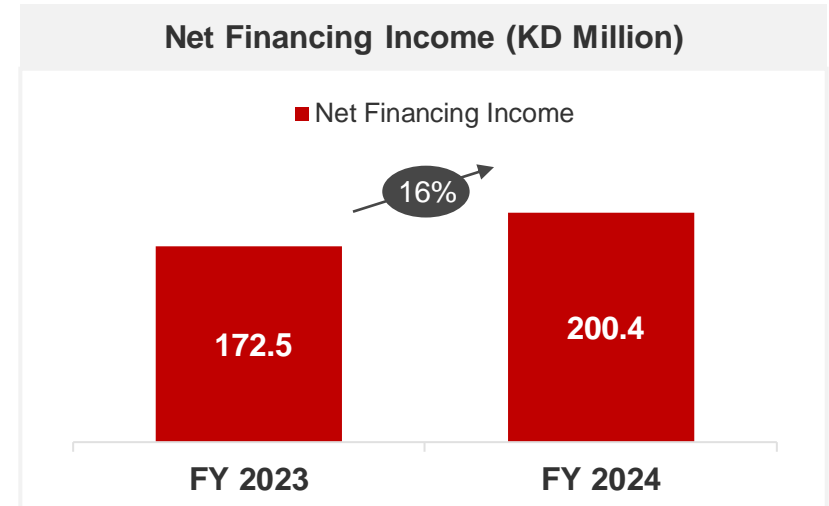 Net Financing Income (KD Million)
Net Financing Income
16%
172.5
200.4
FY 2023
FY 2024